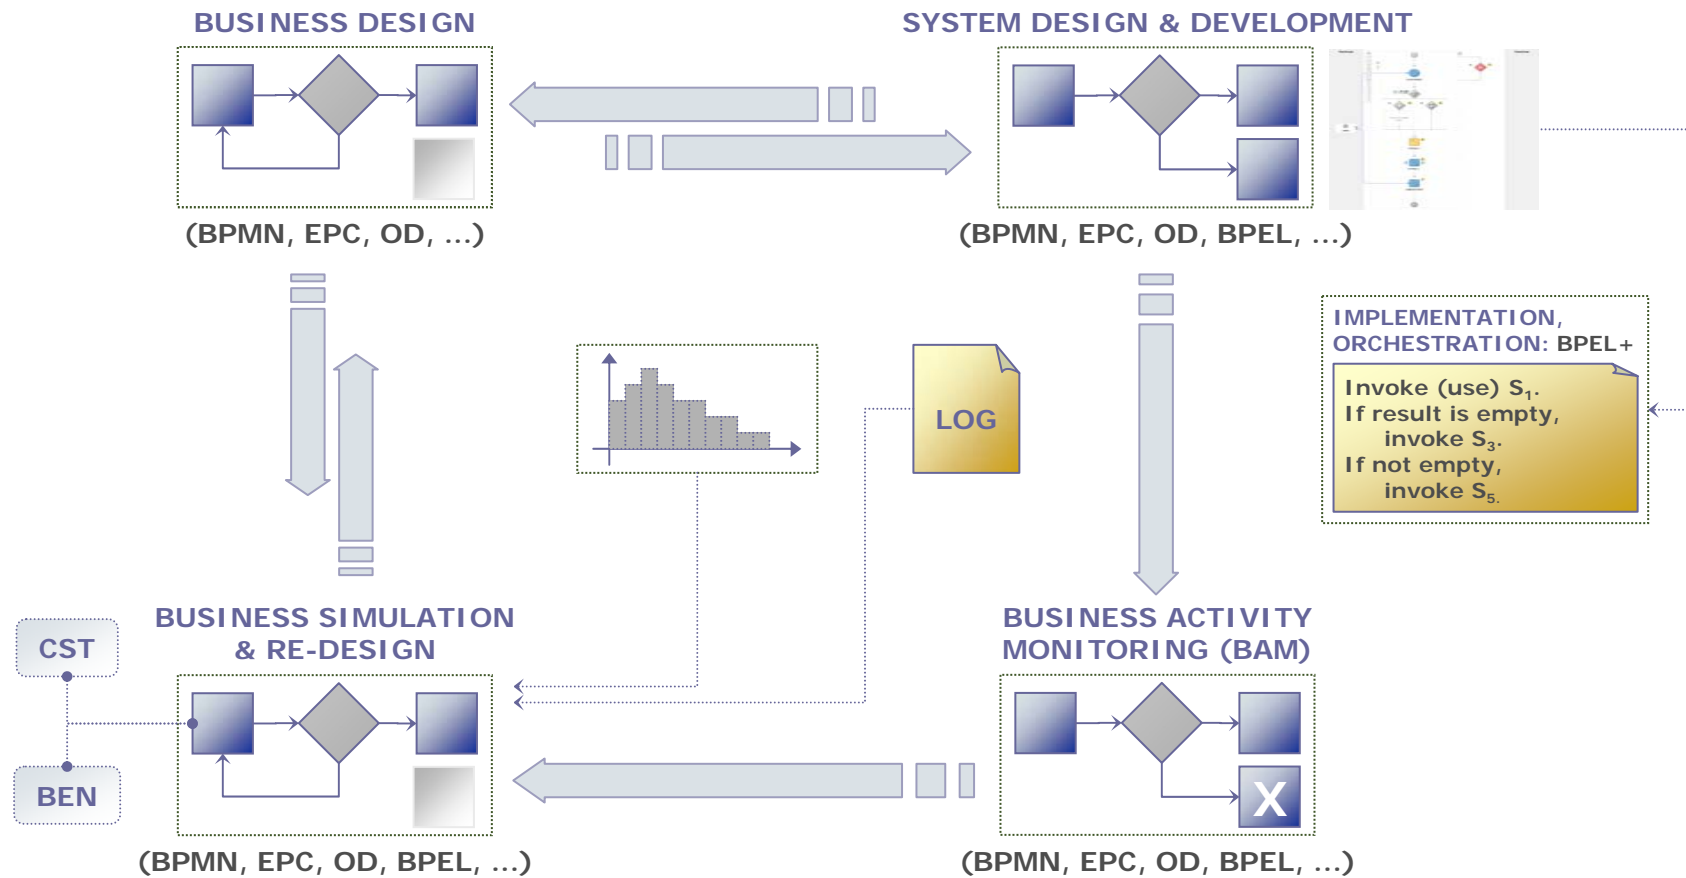 BUSINESS DESIGN
SYSTEM DESIGN & DEVELOPMENT
(BPMN, EPC, OD, ...)
(BPMN, EPC, OD, BPEL, ...)
IMPLEMENTATION,
ORCHESTRATION: BPEL+
Invoke (use) S1.
If result is empty,
invoke S3.
If not empty,
invoke S5.
LOG
BUSINESS SIMULATION
& RE-DESIGN
BUSINESS ACTIVITY
MONITORING (BAM)
CST
BEN
X
(BPMN, EPC, OD, BPEL, ...)
(BPMN, EPC, OD, BPEL, ...)